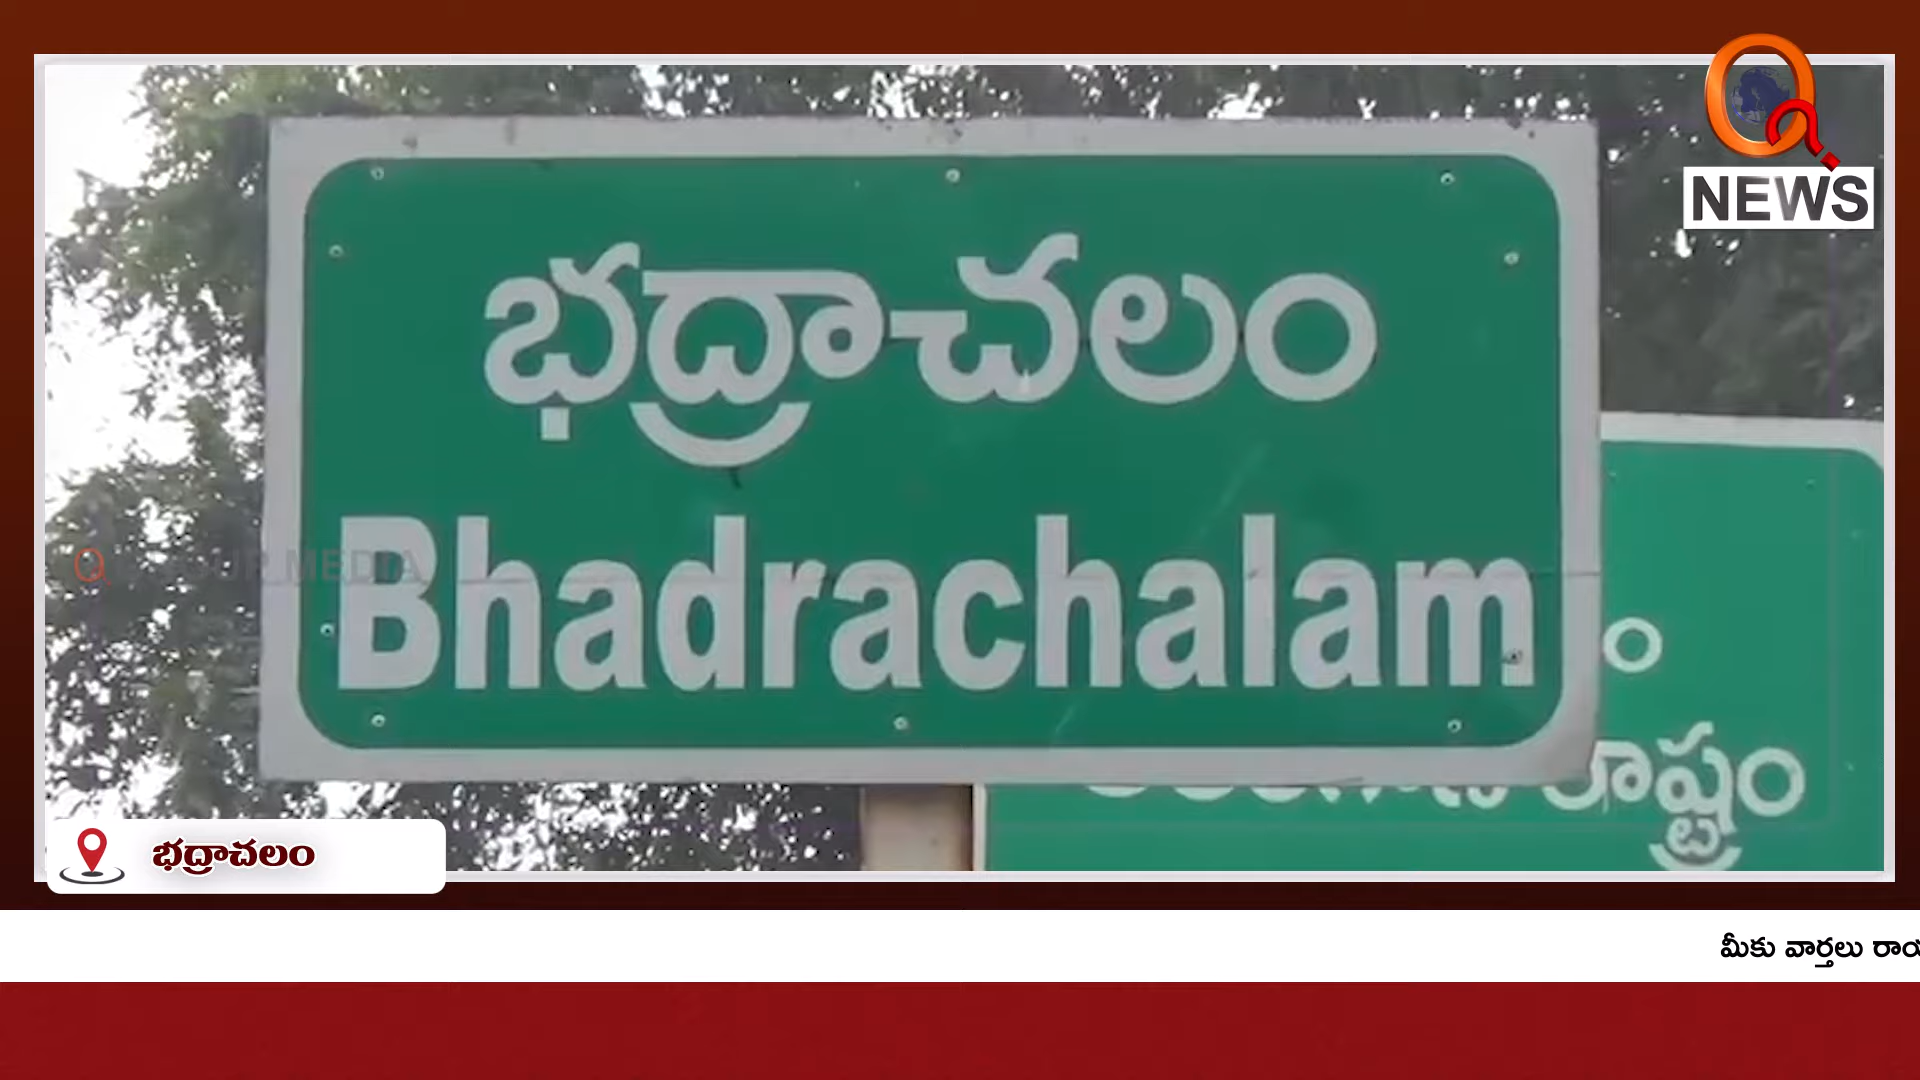 NEWS
భద్రాచలం
Bhadrachalam
రాష్ట్రం
భద్రాచలం
మీకు వార్తలు